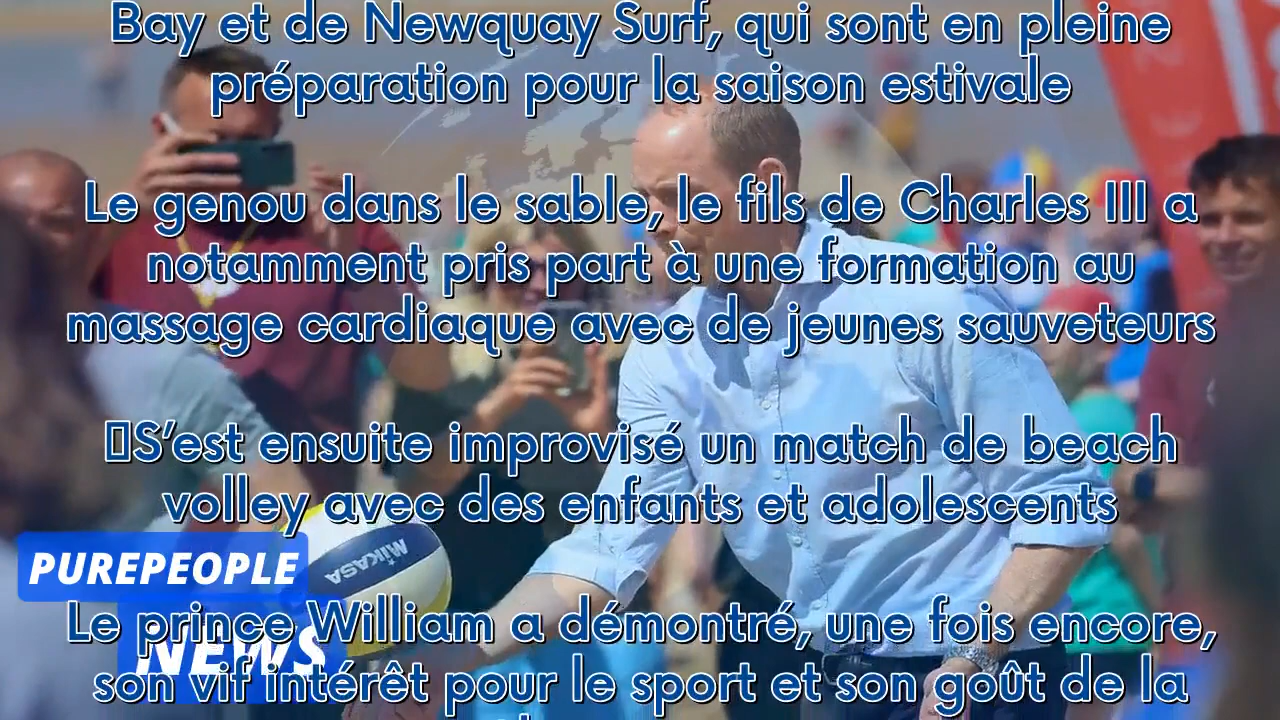 Bay et de Newquay Surf, qui sont en pleine
préparation pour la saison estivale
Le genou dans le sable, le fils de Charles III a
notamment pris part à une formation au
massage cardiaque avec de jeunes sauveteurs
S'est ensuite improvisé un match de beach
volley avec des enfants et adolescents
MIKASA
PUREPEOPLE
NEWS
Le prince William a démontré, une fois encore,
son vif intérêt pour le sport et son goût de la